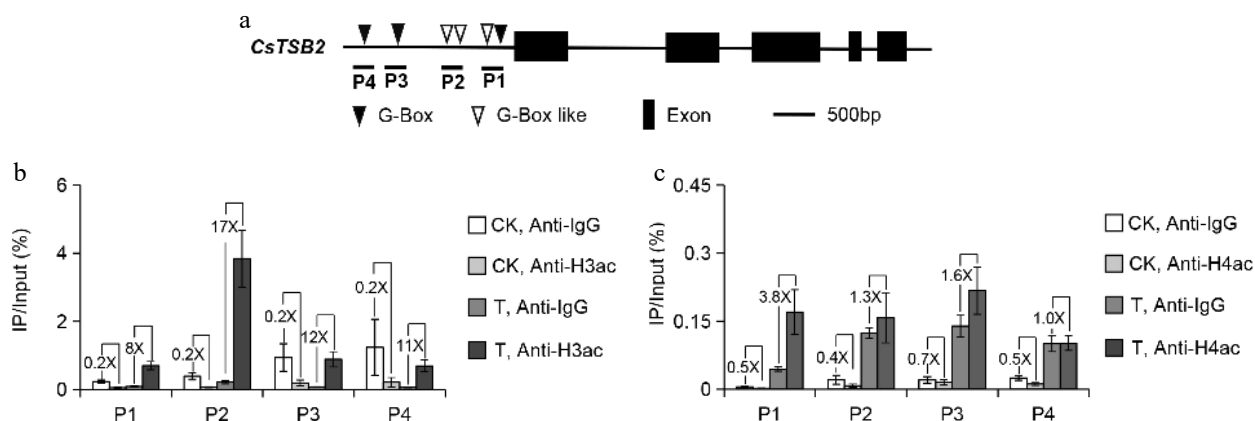 a
CsTSB2
P4 P3 P2 P1
G-Box G-Box like Exon 500bp
b
IP/Input (%)
6
4
2
0
0.2X 8X 0.2X 17X 0.2X 12X 0.2X 11X
P1 P2 P3 P4
CK, Anti-IgG
CK, Anti-H3ac
T, Anti-IgG
T, Anti-H3ac
c
IP/Input (%)
0.45
0.3
0.15
0
0.5X 3.8X 0.4X 1.3X 0.7X 1.6X 0.5X 1.0X
P1 P2 P3 P4
CK, Anti-IgG
CK, Anti-H4ac
T, Anti-IgG
T, Anti-H4ac